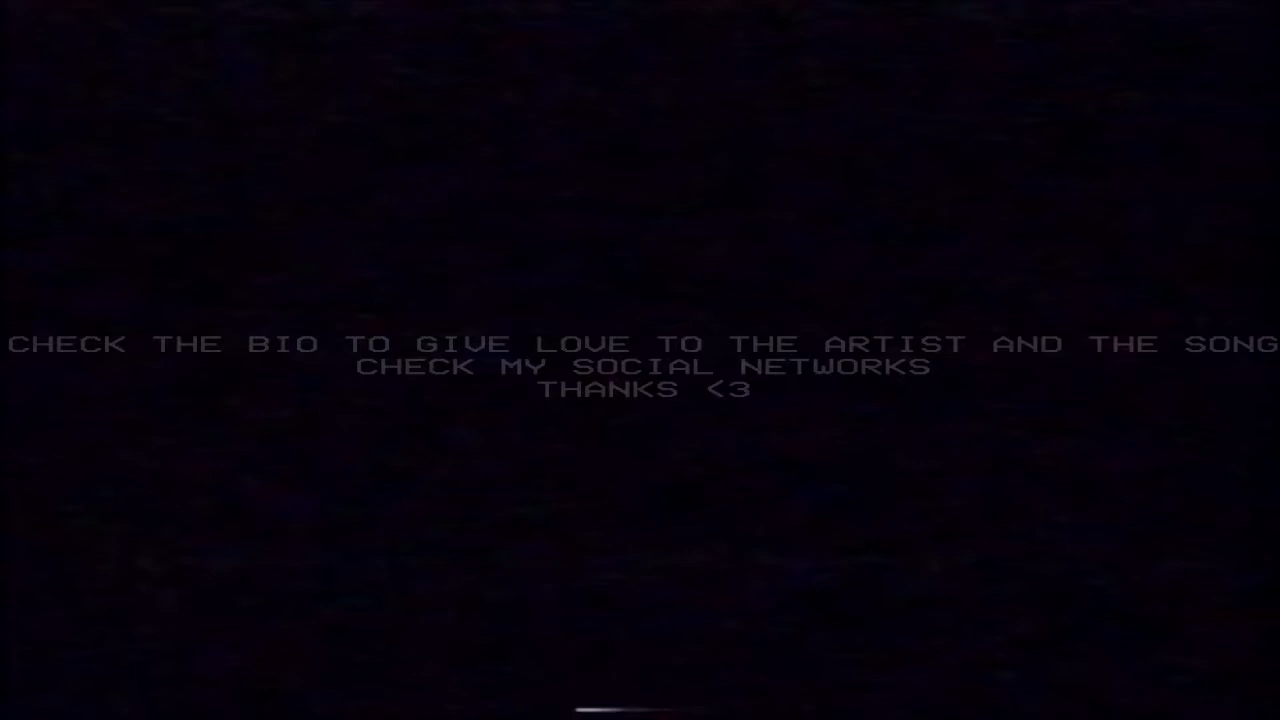 CHECK THE BIO TO GIVE LOVE TO THE ARTIST AND THE SONG
CHECK MY SOCIAL NETWORKS
THANKS <3